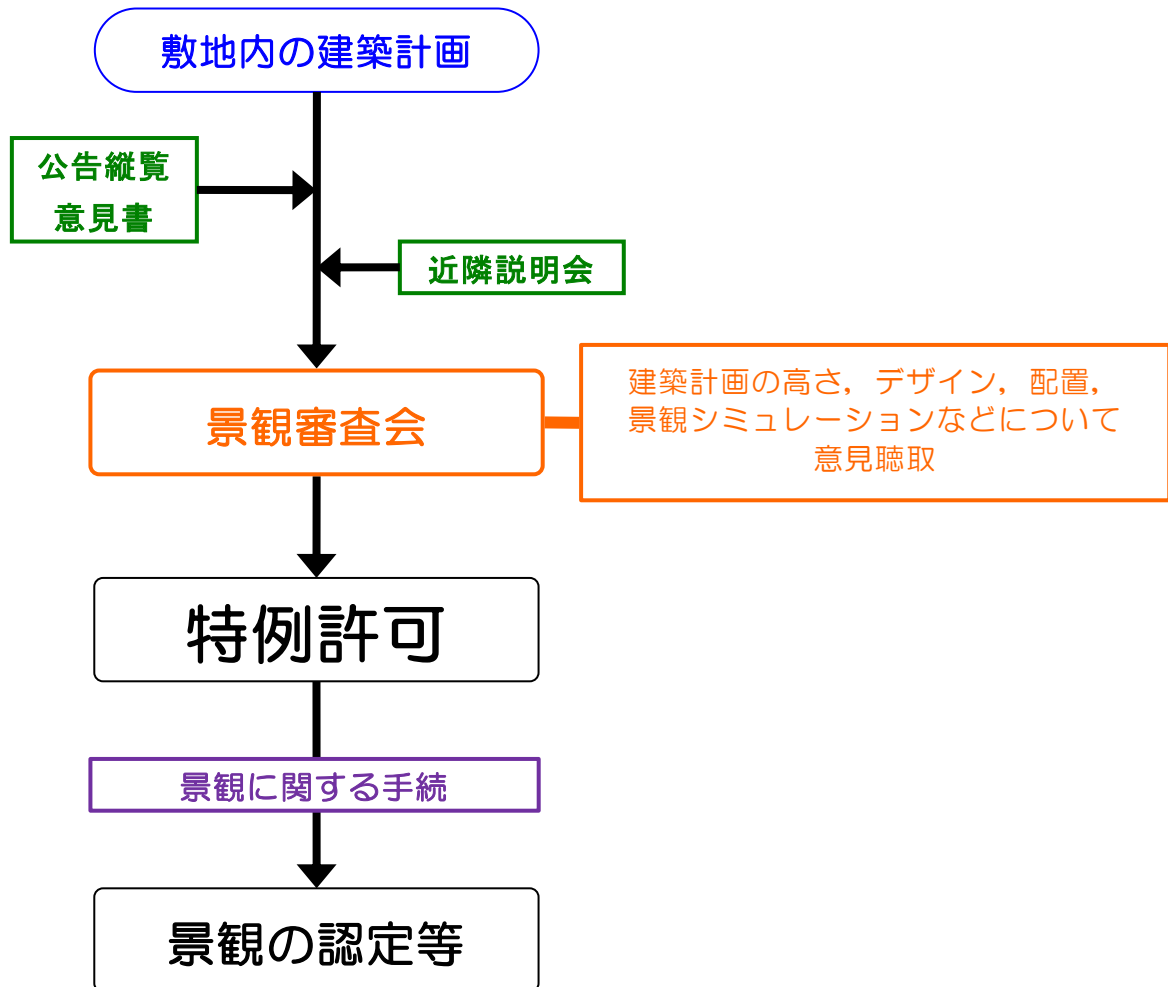 敷地内の建築計画
公告縦覧
意見書
近隣説明会
景観審査会
建築計画の高さ，デザイン，配置，
景観シミュレーションなどについて
意見聴取
特例許可
景観に関する手続
景観の認定等